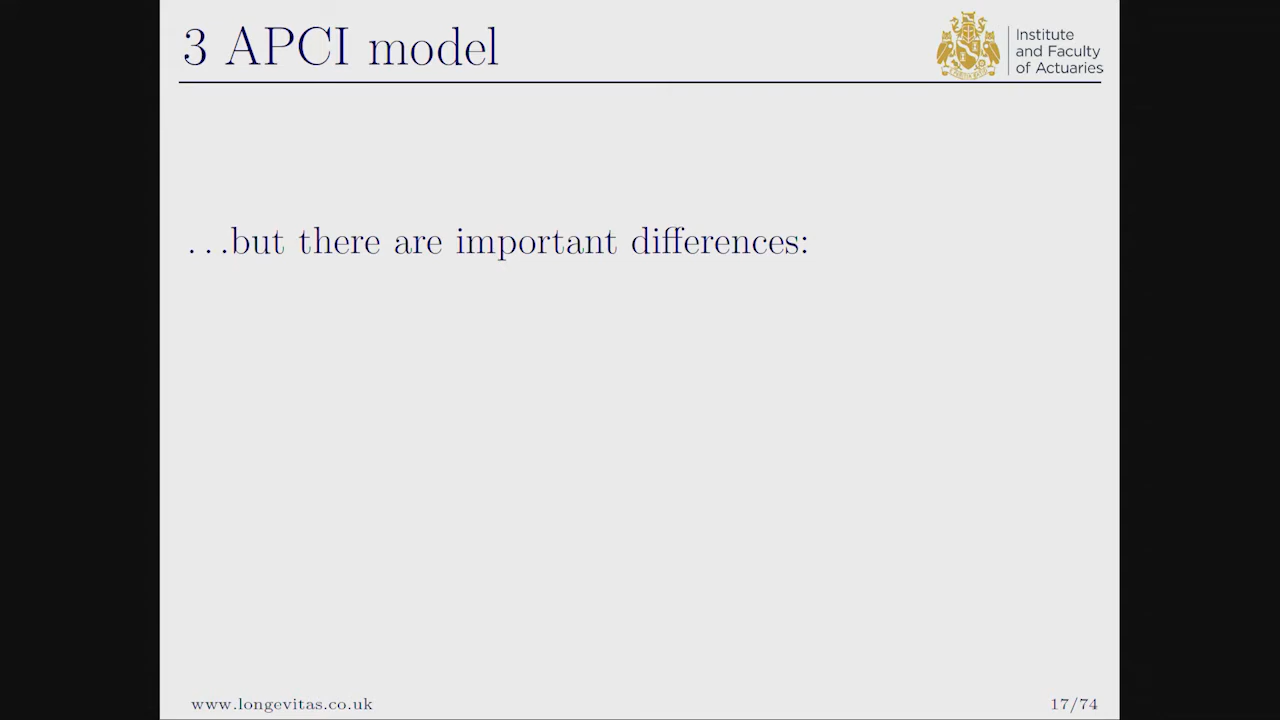 3 APCI model
Institute
and Faculty
of Actuaries
...but there are important differences:
www.longevitas.co.uk
17/74